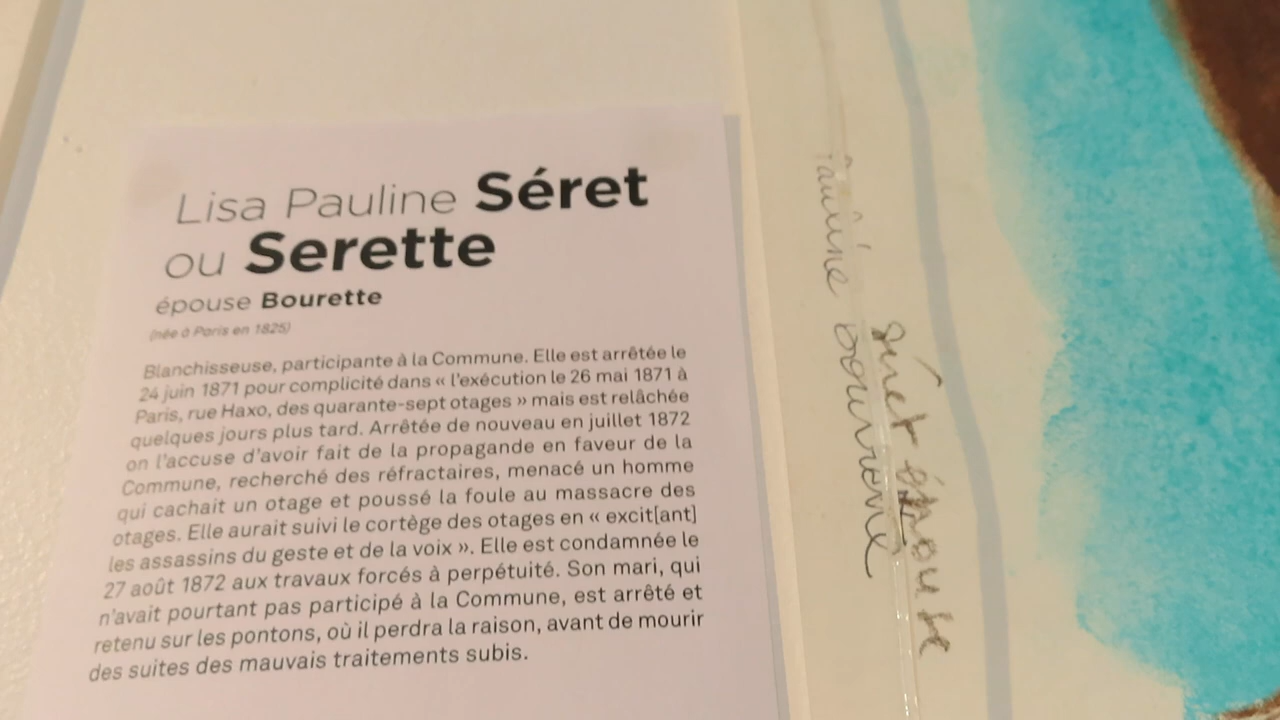 Lisa Pauline Séret
ou Serette
épouse Bourette
(née à Paris en 1825)
Blanchisseuse, participante à la Commune. Elle est arrêtée le
24 juin 1871 pour complicité dans « l'exécution le 26 mai 1871 à
Paris, rue Haxo, des quarante-sept otages » mais est relâchée
quelques jours plus tard. Arrêtée de nouveau en juillet 1872
on l'accuse d'avoir fait de la propagande en faveur de la
Commune, recherché des réfractaires, menacé un homme
qui cachait un otage et poussé la foule au massacre des
otages. Elle aurait suivi le cortège des otages en « excit[ant]
les assassins du geste et de la voix ». Elle est condamnée le
27 août 1872 aux travaux forcés à perpétuité. Son mari, qui
n'avait pourtant pas participé à la Commune, est arrêté et
retenu sur les pontons, où il perdra la raison, avant de mourir
des suites des mauvais traitements subis.
Pauline